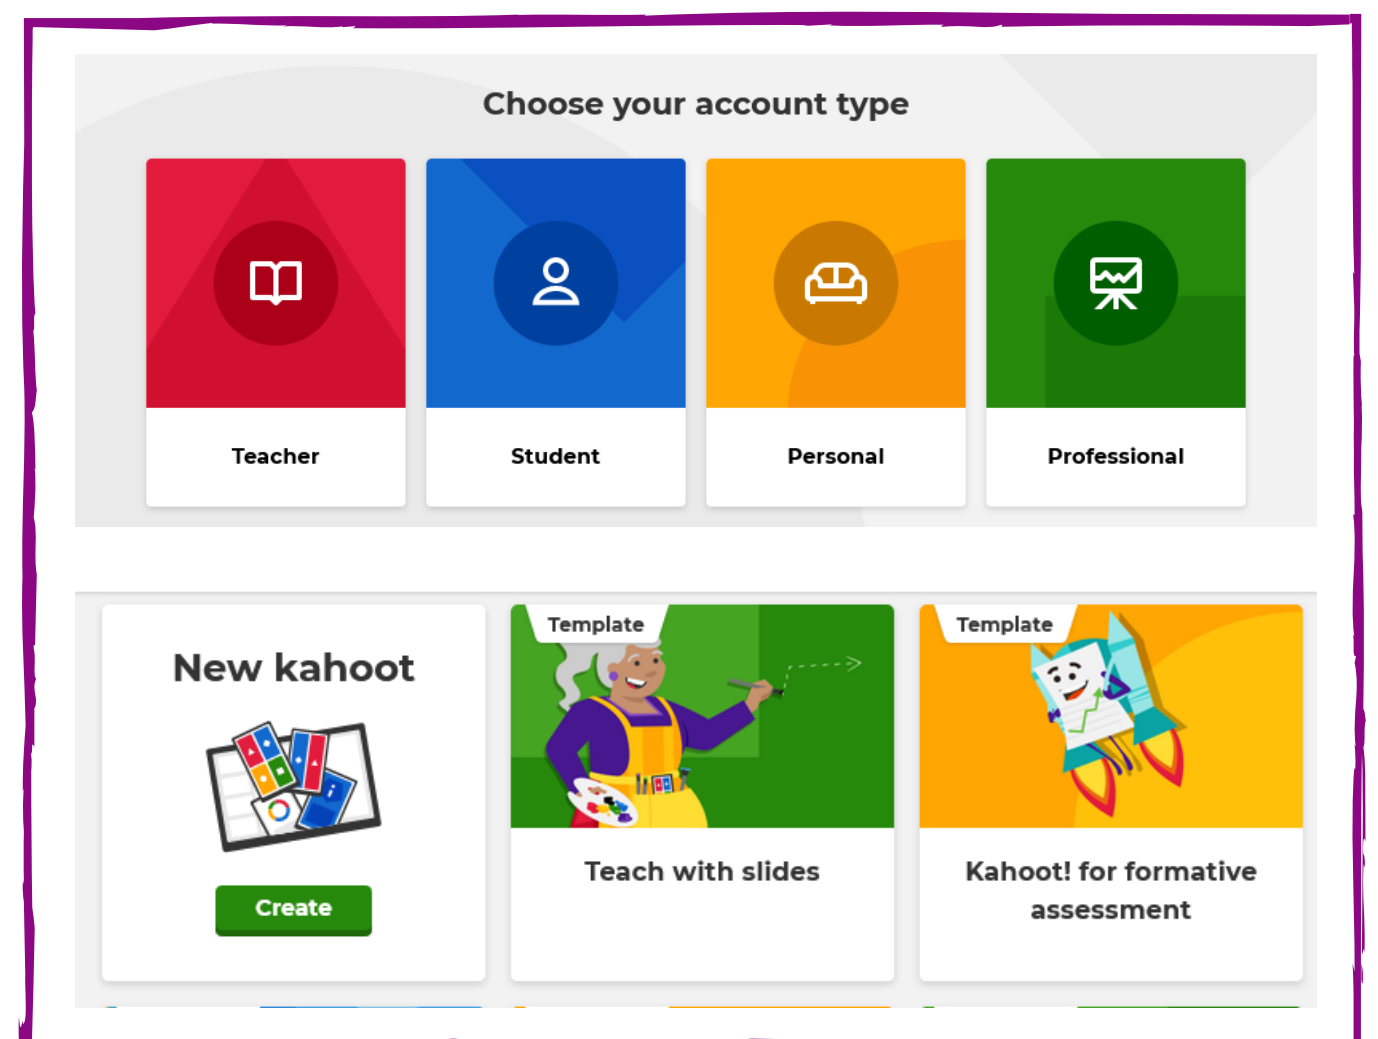 Choose your account type
Teacher
Student
Personal
Professional
New kahoot
Create
Template
Teach with slides
Template
Kahoot! for formative
assessment